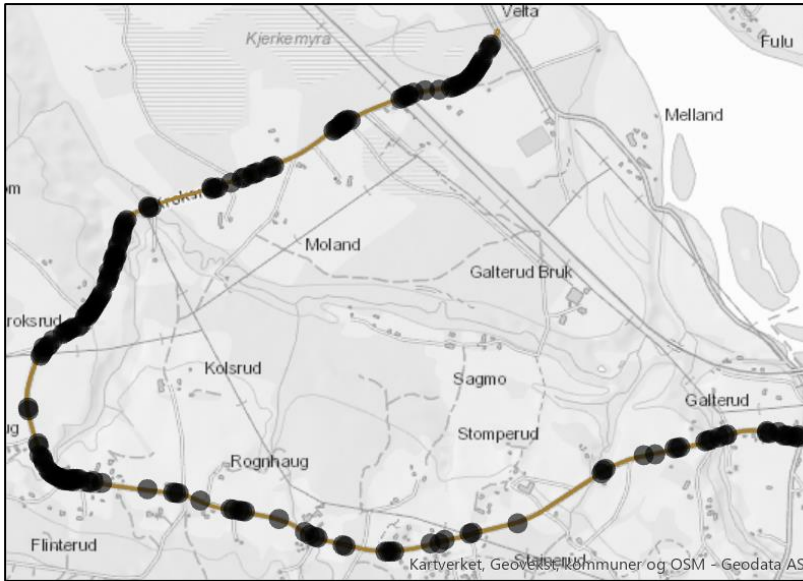 Velta
Kjerkemyra
Fulu
Melland
Moland
Galterud Bruk
Kolsrud
Sagmo
Galterud
Stomperud
Rognhaug
Flinterud
Kartverket, Geovekst, kommuner og OSM - Geodata AS